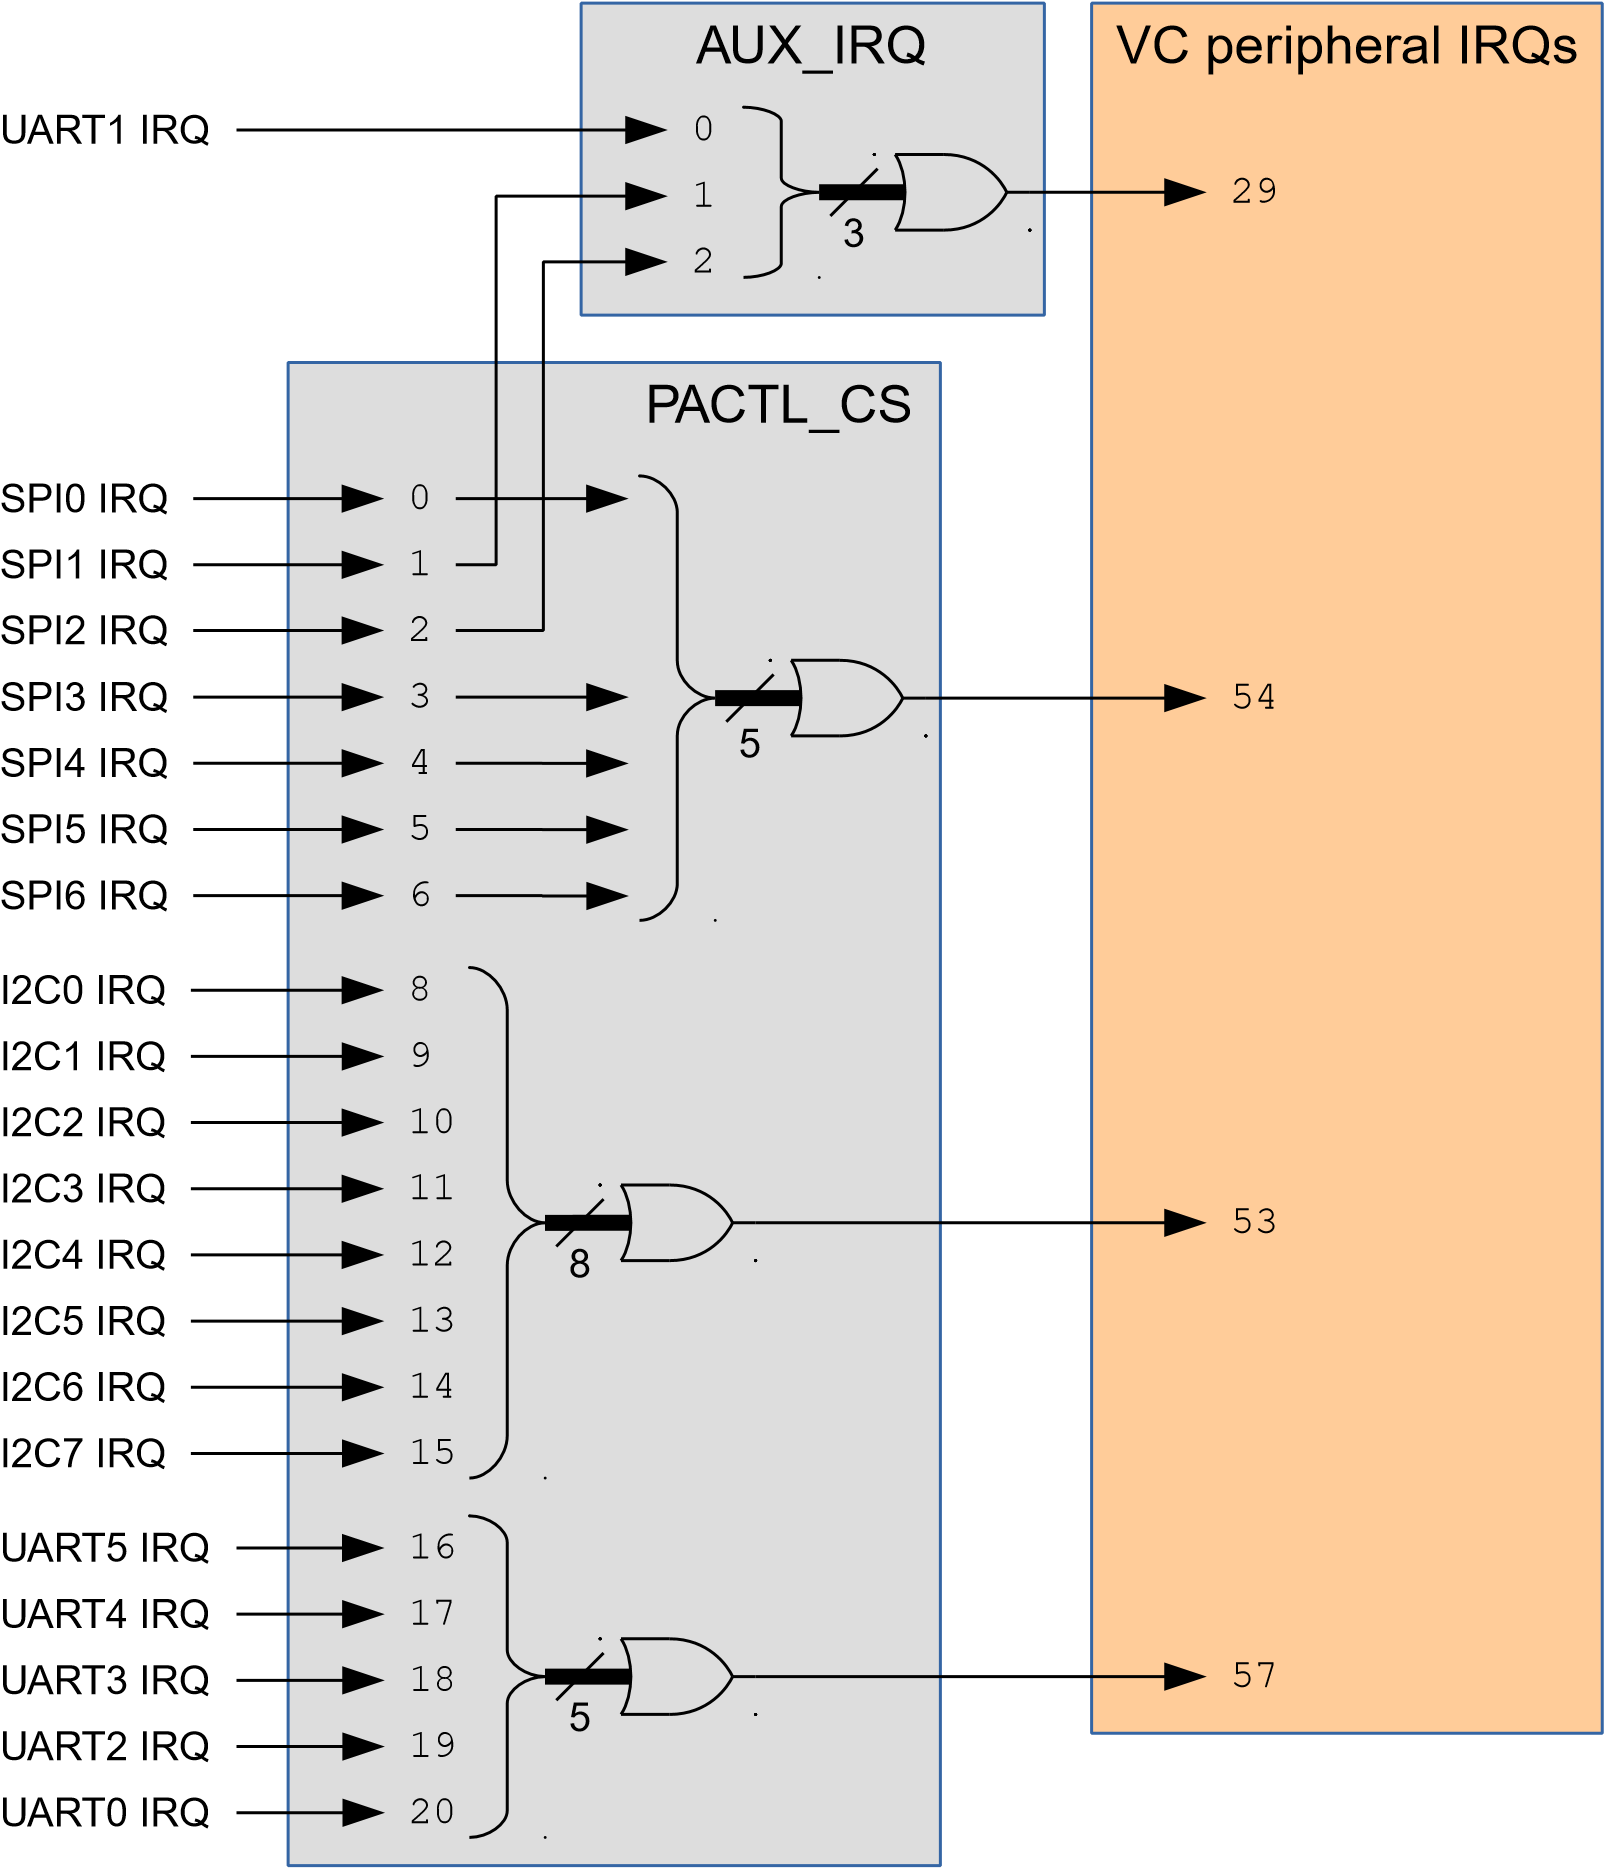 AUX_IRQ
VC peripheral IRQs
UART1 IRQ 0
1
2
3
29
PACTL_CS
SPI0 IRQ 0
SPI1 IRQ 1
SPI2 IRQ 2
SPI3 IRQ 3
SPI4 IRQ 4
SPI5 IRQ 5
SPI6 IRQ 6
5
54
I2C0 IRQ 8
I2C1 IRQ 9
I2C2 IRQ 10
I2C3 IRQ 11
I2C4 IRQ 12
I2C5 IRQ 13
I2C6 IRQ 14
I2C7 IRQ 15
8
53
UART5 IRQ 16
UART4 IRQ 17
UART3 IRQ 18
UART2 IRQ 19
UART0 IRQ 20
5
57